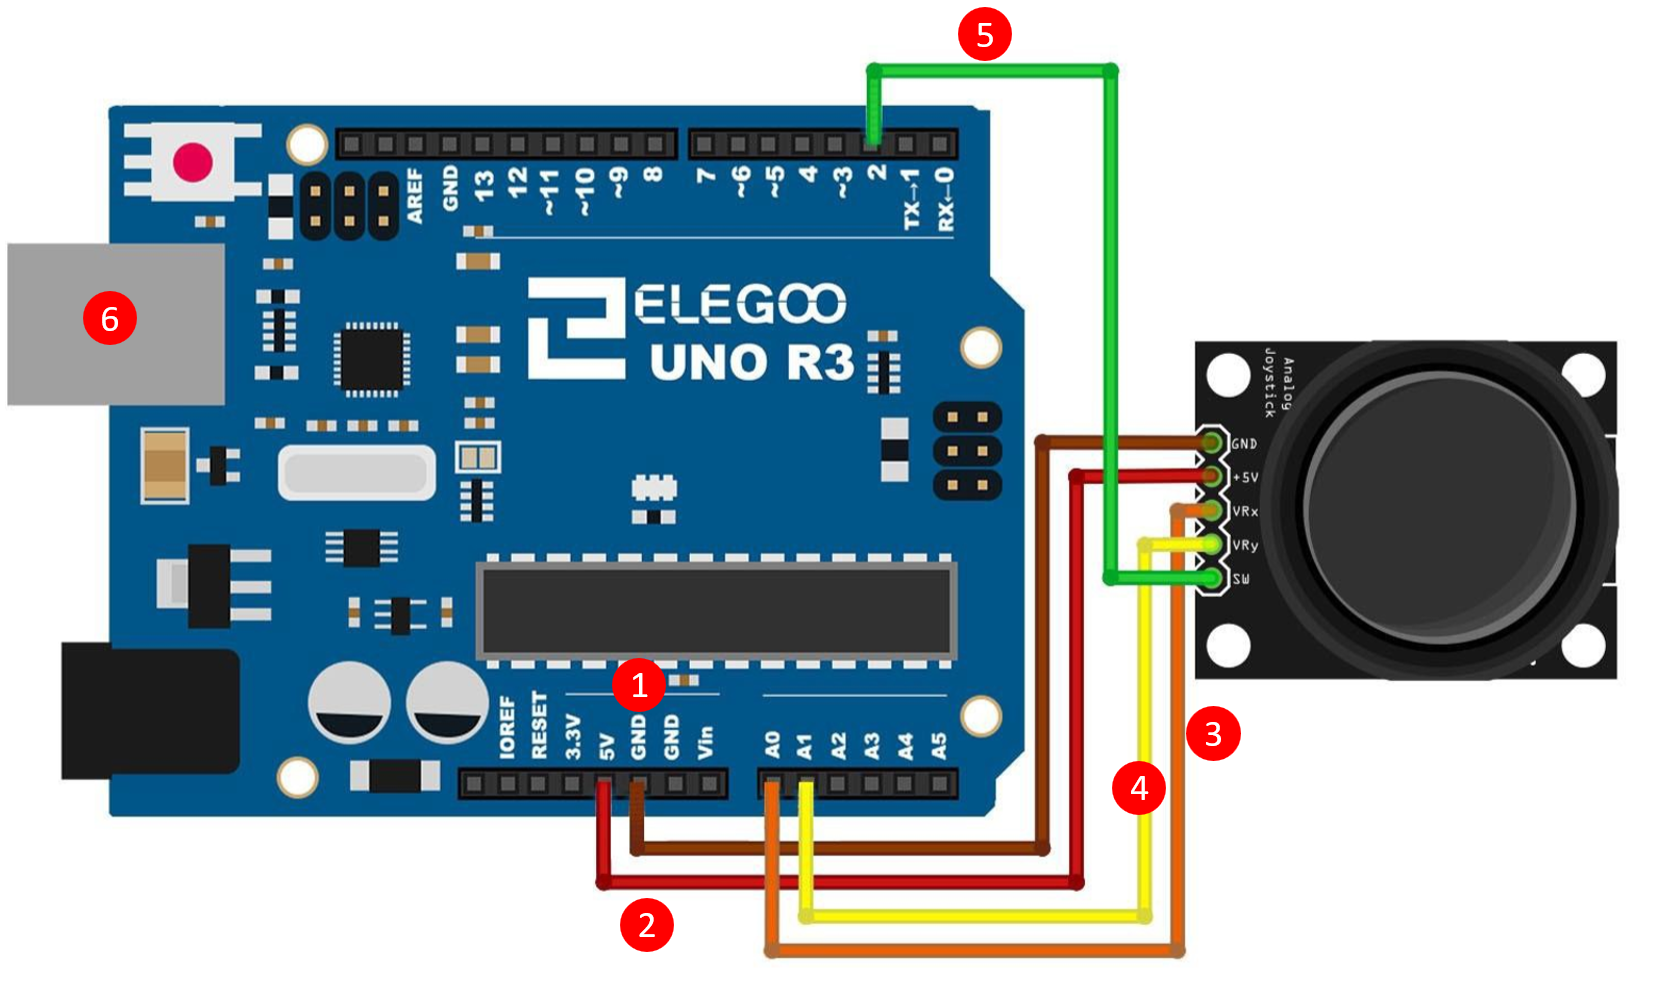 5
AREF
GND
13
12
~11
~10
~9
8
7
~6
~5
4
~3
2
TX→1
RX←0
6
ELEGOO
UNO R3
Analog
Joystick
GND
+5V
VRx
VRy
SW
1
IOREF
RESET
3.3V
5V
GND
GND
Vin
A0
A1
A2
A3
A4
A5
3
4
2